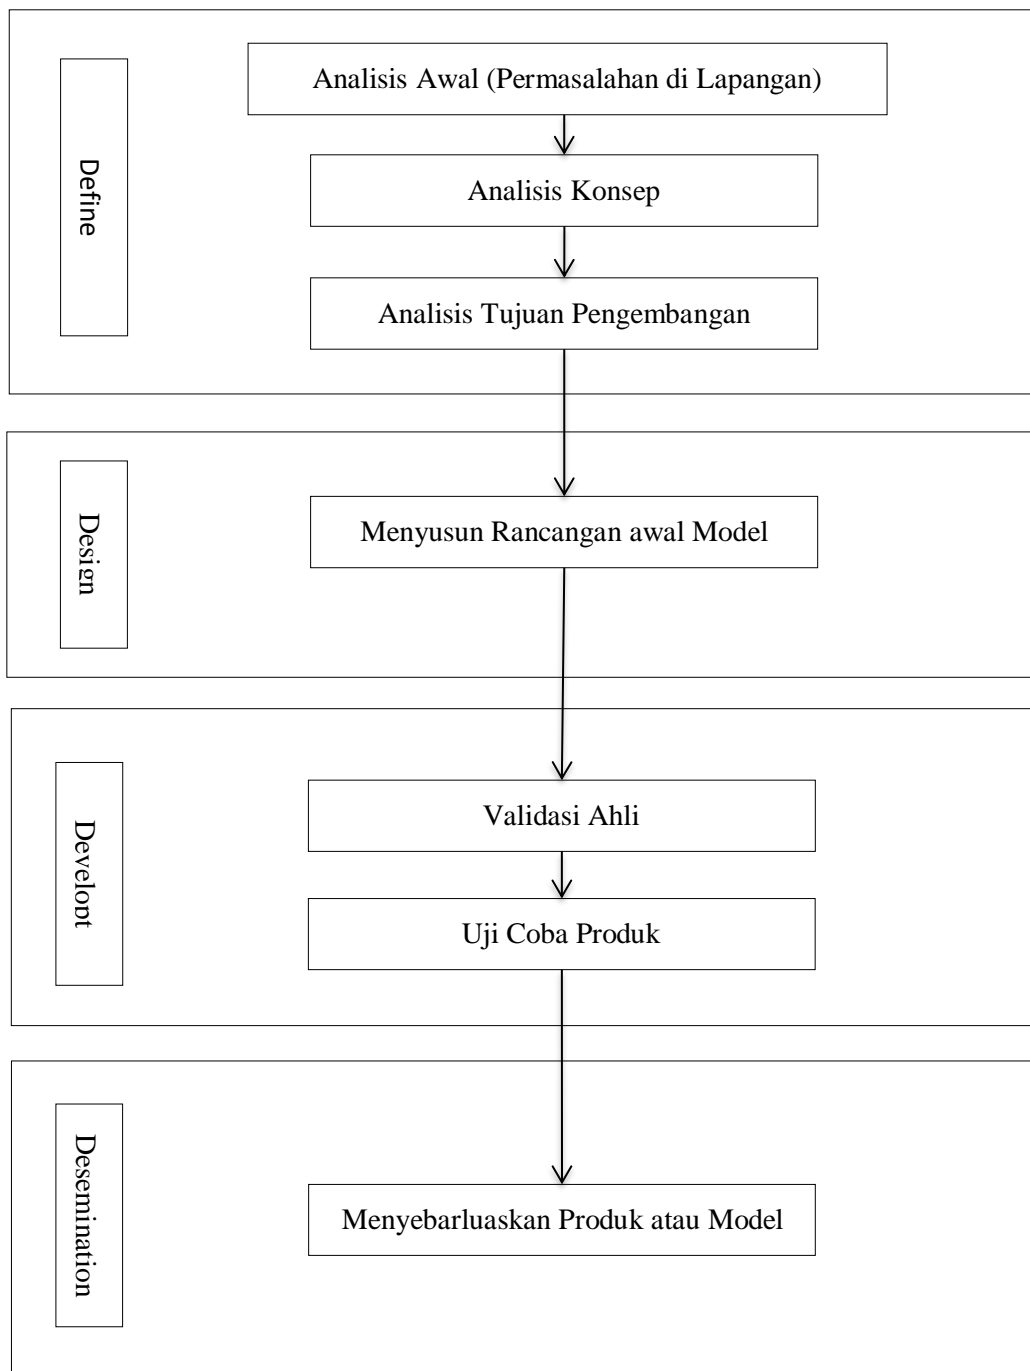 Define
Analisis Awal (Permasalahan di Lapangan)
Analisis Konsep
Analisis Tujuan Pengembangan
Design
Menyusun Rancangan awal Model
Developt
Validasi Ahli
Uji Coba Produk
Desemination
Menyebarluaskan Produk atau Model